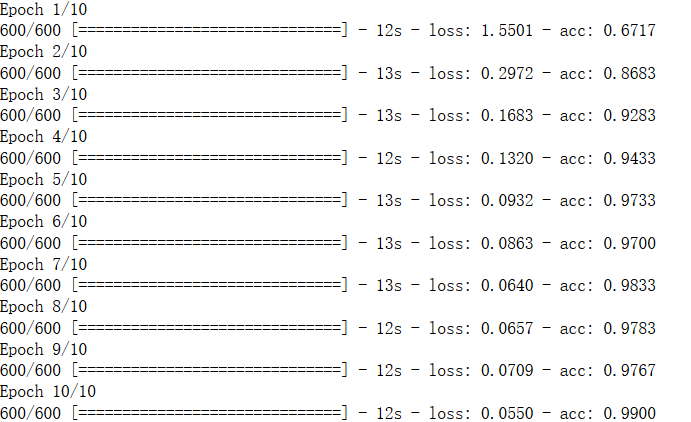 Epoch 1/10
600/600 [==============================] - 12s - loss: 1.5501 - acc: 0.6717
Epoch 2/10
600/600 [==============================] - 13s - loss: 0.2972 - acc: 0.8683
Epoch 3/10
600/600 [==============================] - 13s - loss: 0.1683 - acc: 0.9283
Epoch 4/10
600/600 [==============================] - 12s - loss: 0.1320 - acc: 0.9433
Epoch 5/10
600/600 [==============================] - 13s - loss: 0.0932 - acc: 0.9733
Epoch 6/10
600/600 [==============================] - 13s - loss: 0.0863 - acc: 0.9700
Epoch 7/10
600/600 [==============================] - 13s - loss: 0.0640 - acc: 0.9833
Epoch 8/10
600/600 [==============================] - 12s - loss: 0.0657 - acc: 0.9783
Epoch 9/10
600/600 [==============================] - 12s - loss: 0.0709 - acc: 0.9767
Epoch 10/10
600/600 [==============================] - 12s - loss: 0.0550 - acc: 0.9900